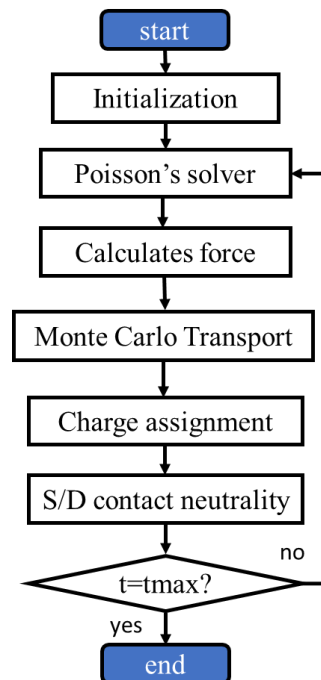 start
Initialization
Poisson's solver
Calculates force
Monte Carlo Transport
Charge assignment
S/D contact neutrality
no
t=tmax?
yes
end